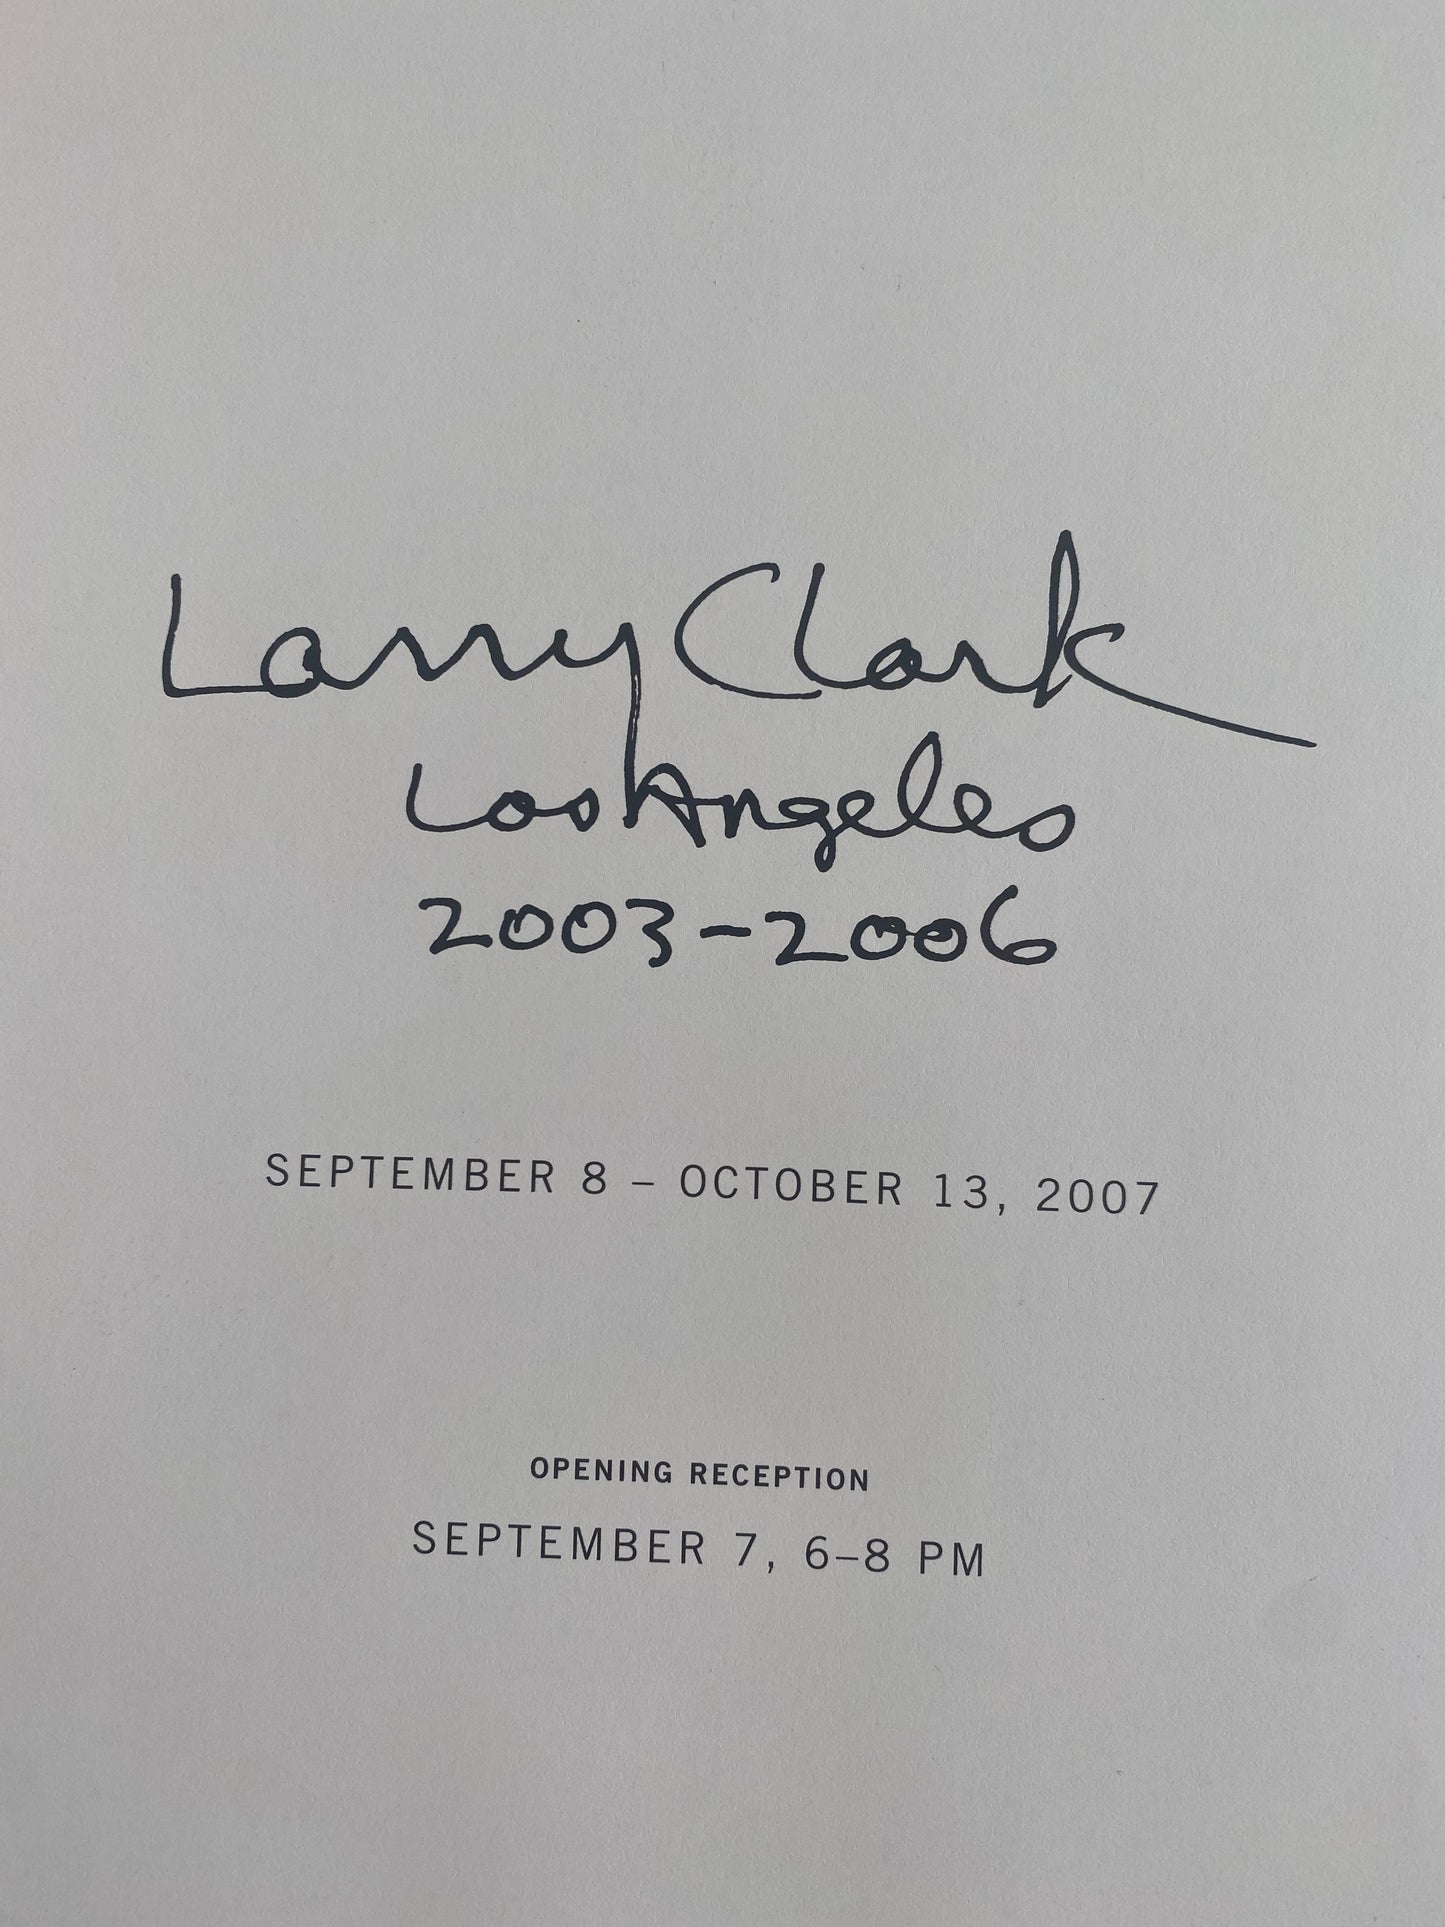 Larry Clark
Los Angeles
2003-2006
SEPTEMBER 8 – OCTOBER 13, 2007
OPENING RECEPTION
SEPTEMBER 7, 6–8 PM